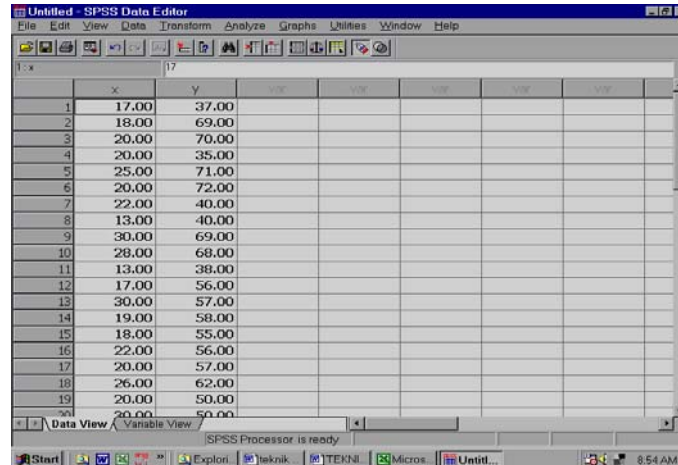 Untitled - SPSS Data Editor
File Edit View Data Transform Analyze Graphs Utilities Window Help
1 : x 17
x y var var var var var
1 17.00 37.00
2 18.00 69.00
3 20.00 70.00
4 20.00 35.00
5 25.00 71.00
6 20.00 72.00
7 22.00 40.00
8 13.00 40.00
9 30.00 69.00
10 28.00 68.00
11 13.00 38.00
12 17.00 56.00
13 30.00 57.00
14 19.00 58.00
15 18.00 55.00
16 22.00 56.00
17 20.00 57.00
18 26.00 62.00
19 20.00 50.00
20 30.00 50.00
Data View Variable View
SPSS Processor is ready
Start » Explori... teknik... TEKNI... Micros... Untitl... 8:54 AM